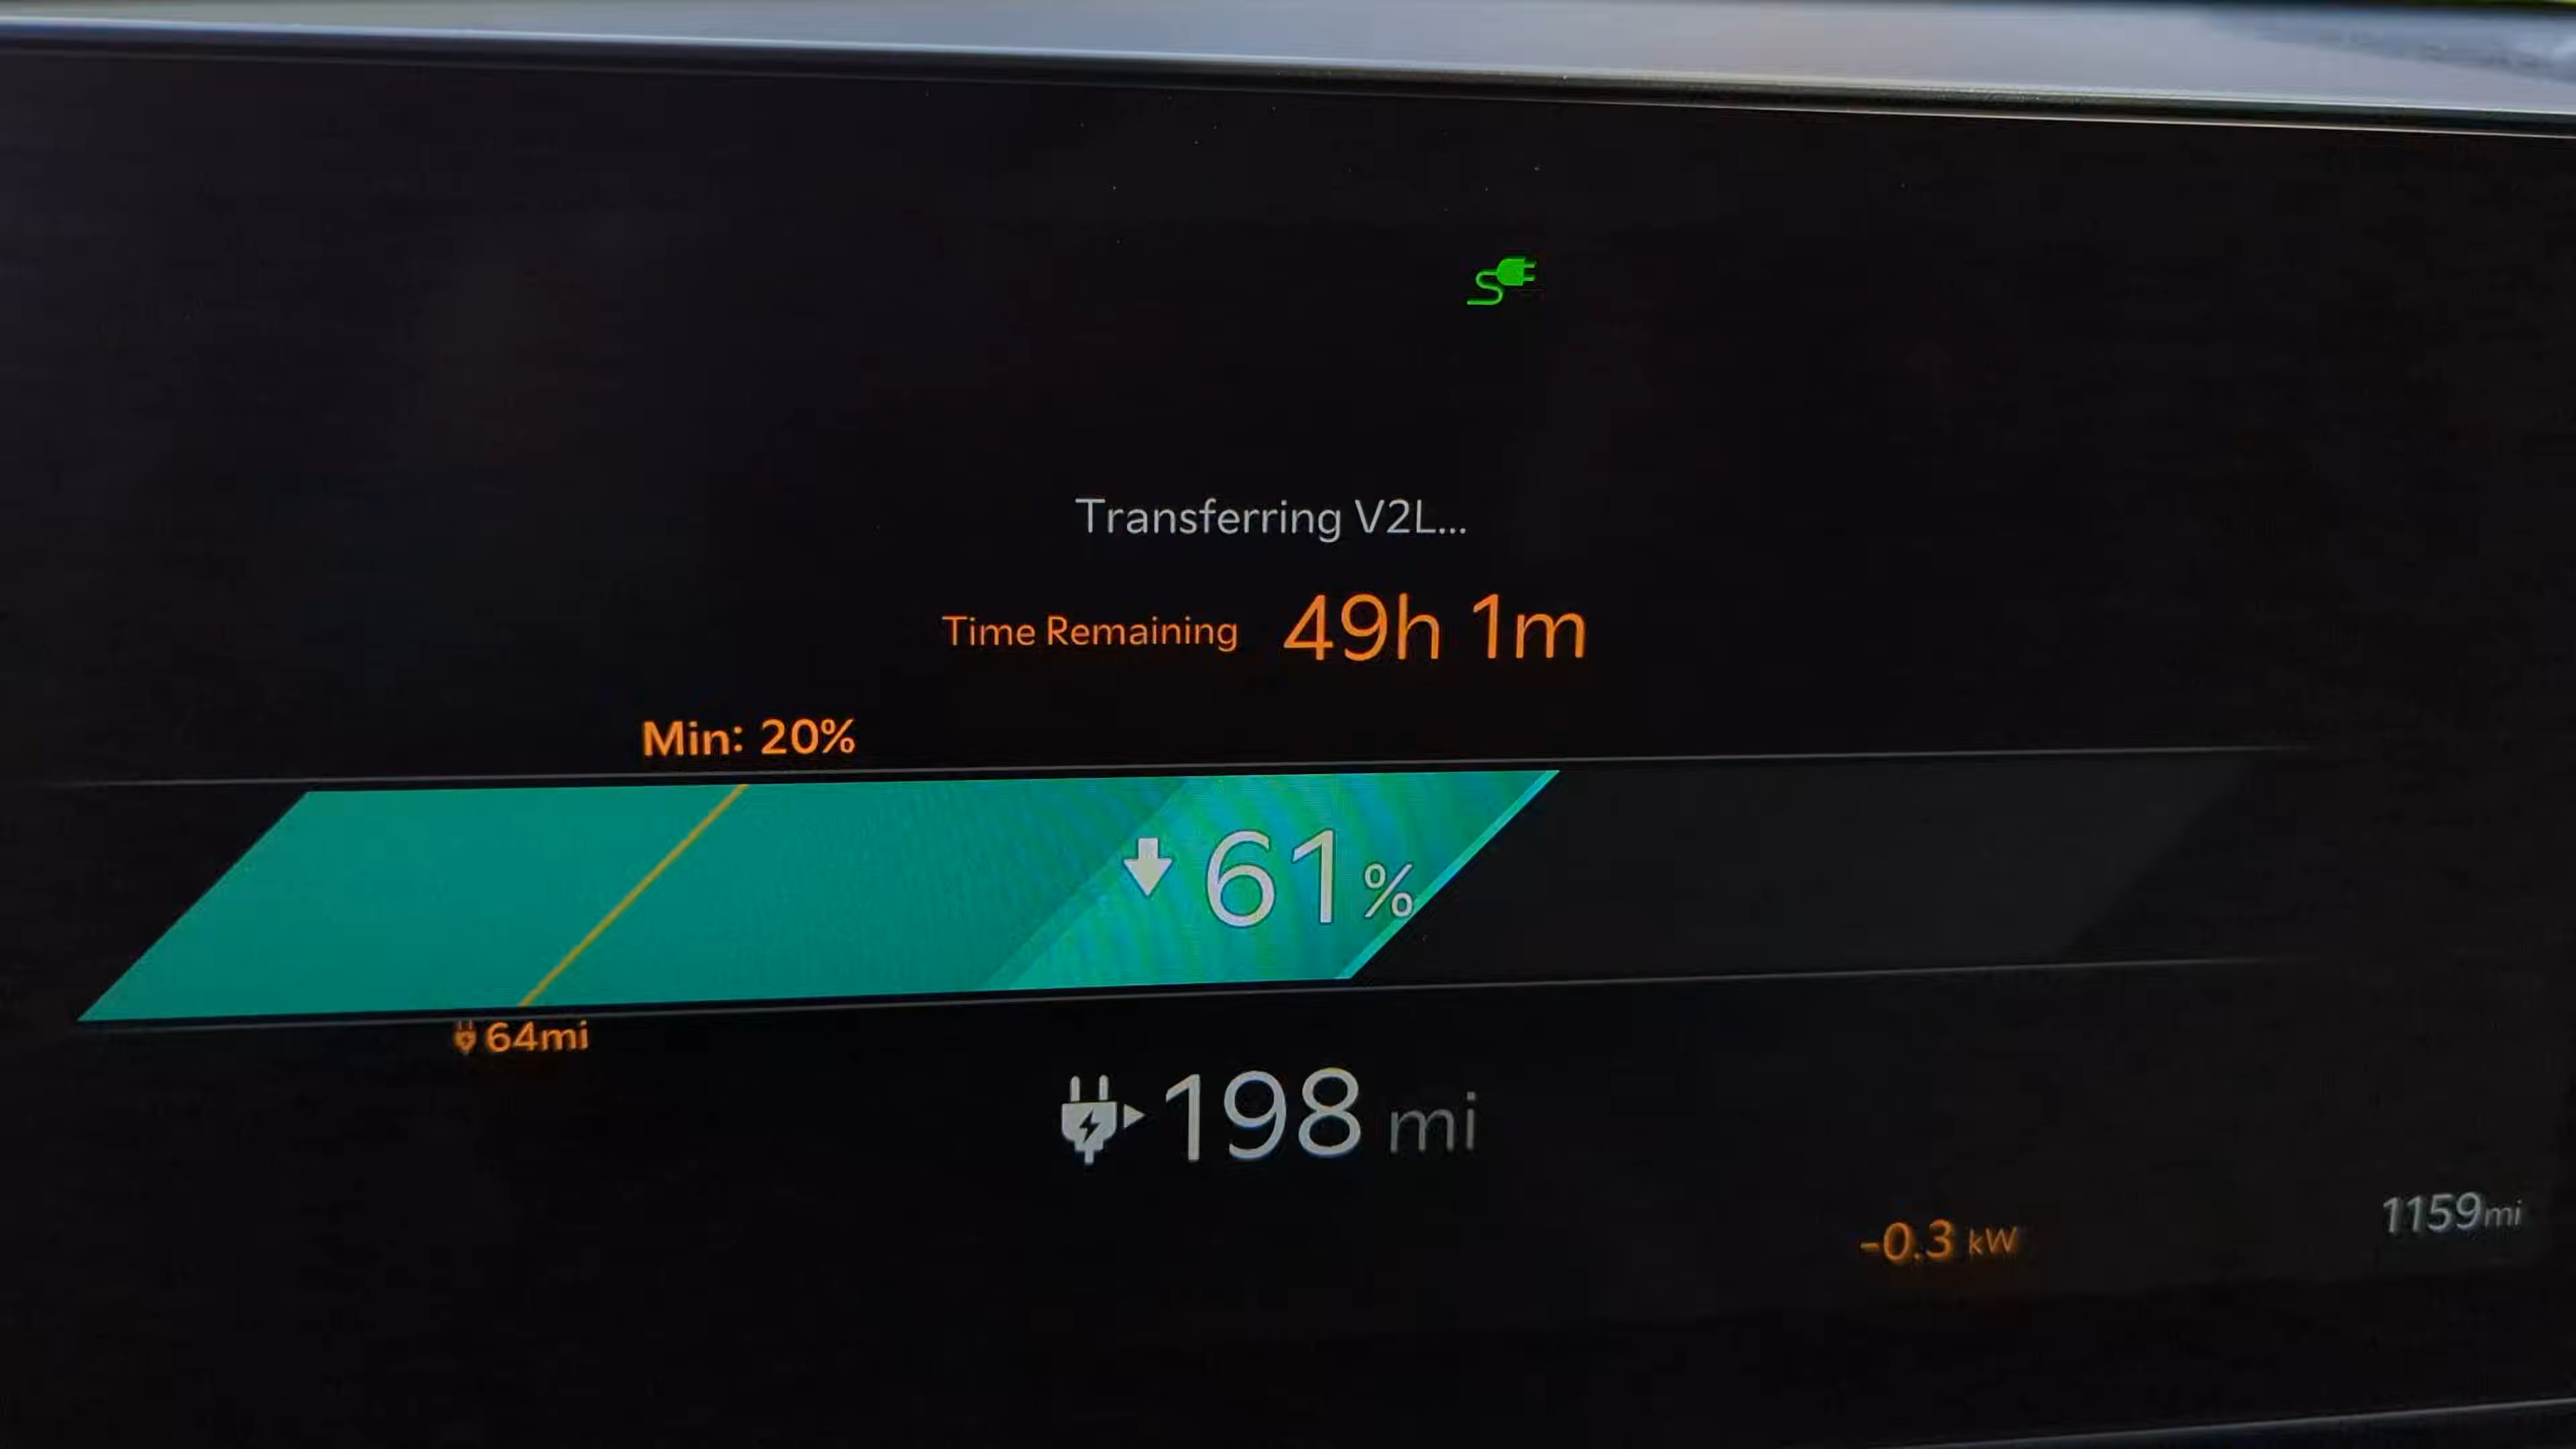 Transferring V2L...
Time Remaining 49h 1m
Min: 20%
61%
64mi
198 mi
-0.3 kW
1159mi